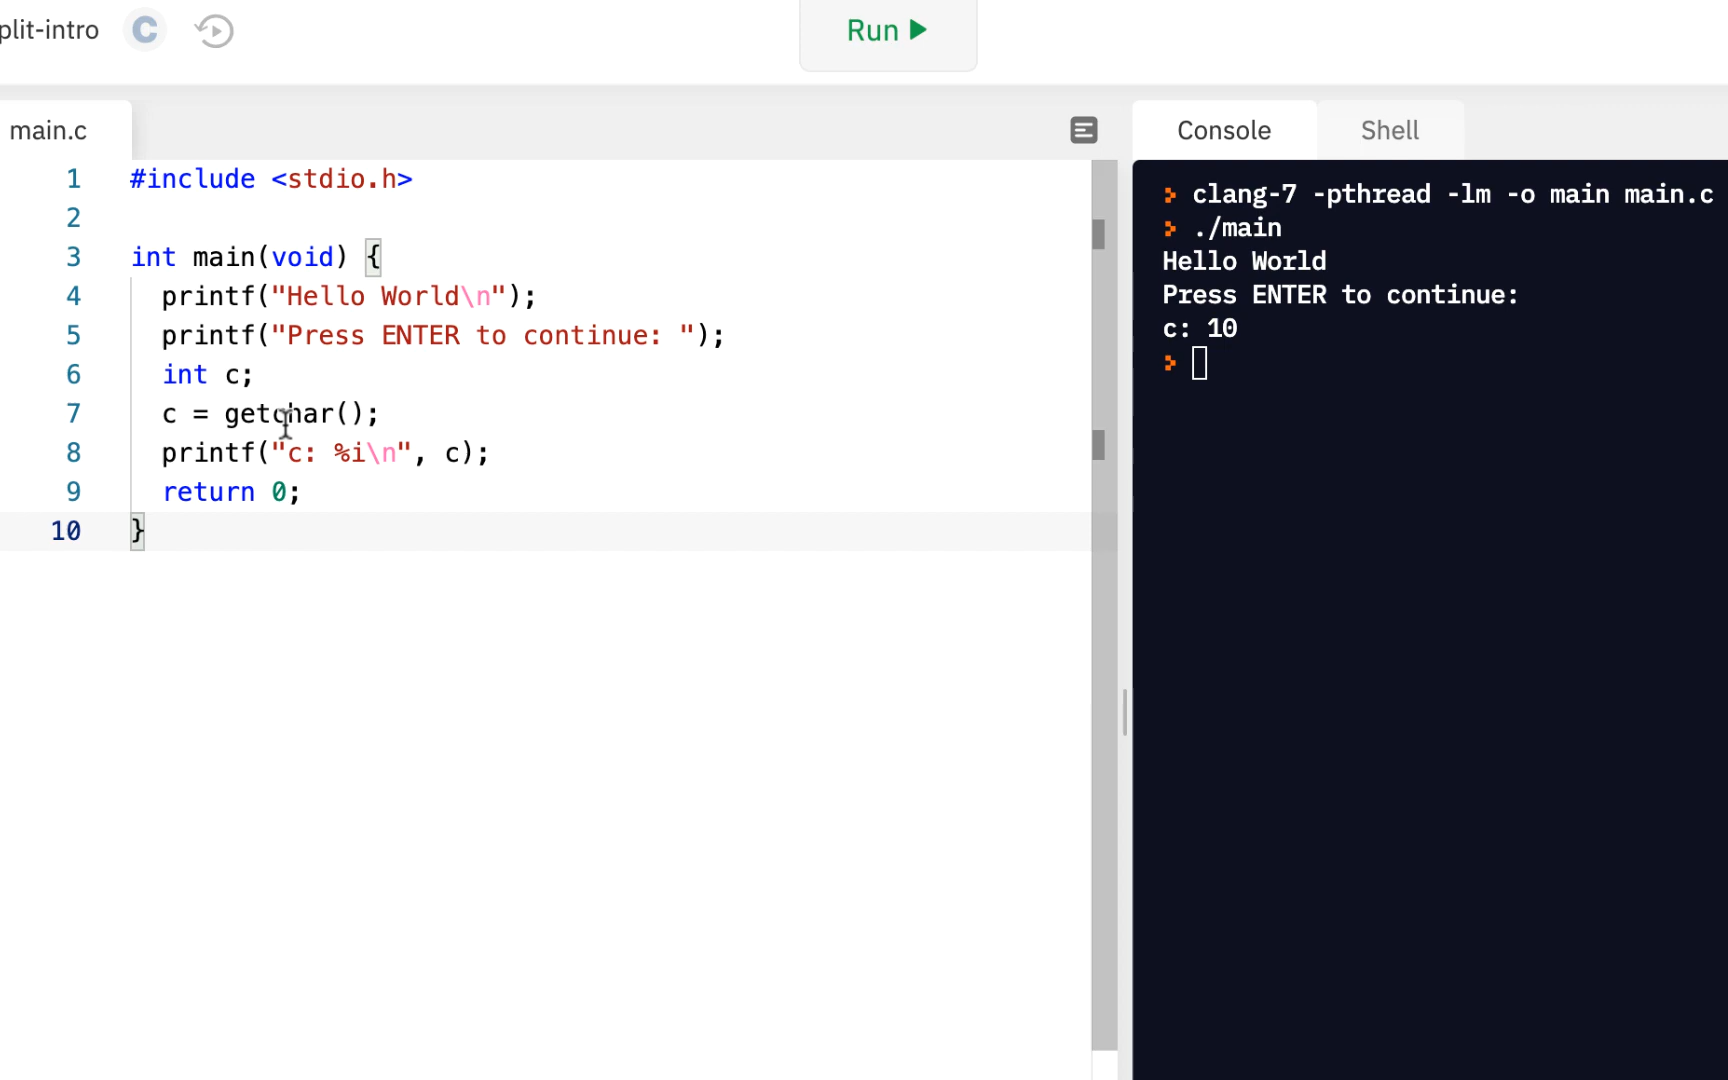 plit-intro C
Run
main.c
Console Shell
1 #include <stdio.h>
2
3 int main(void) {
4   printf("Hello World\n");
5   printf("Press ENTER to continue: ");
6   int c;
7   c = getchar();
8   printf("c: %i\n", c);
9   return 0;
10 }
clang-7 -pthread -lm -o main main.c
./main
Hello World
Press ENTER to continue:
c: 10